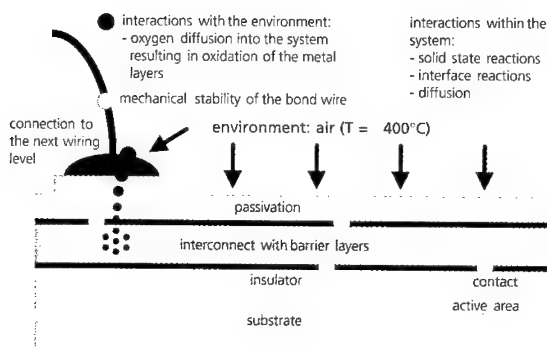 interactions with the environment:
- oxygen diffusion into the system
resulting in oxidation of the metal
layers
mechanical stability of the bond wire
interactions within the
system:
- solid state reactions
- interface reactions
- diffusion
connection to
the next wiring
level
environment: air (T = 400°C)
passivation
interconnect with barrier layers
insulator
contact
active area
substrate